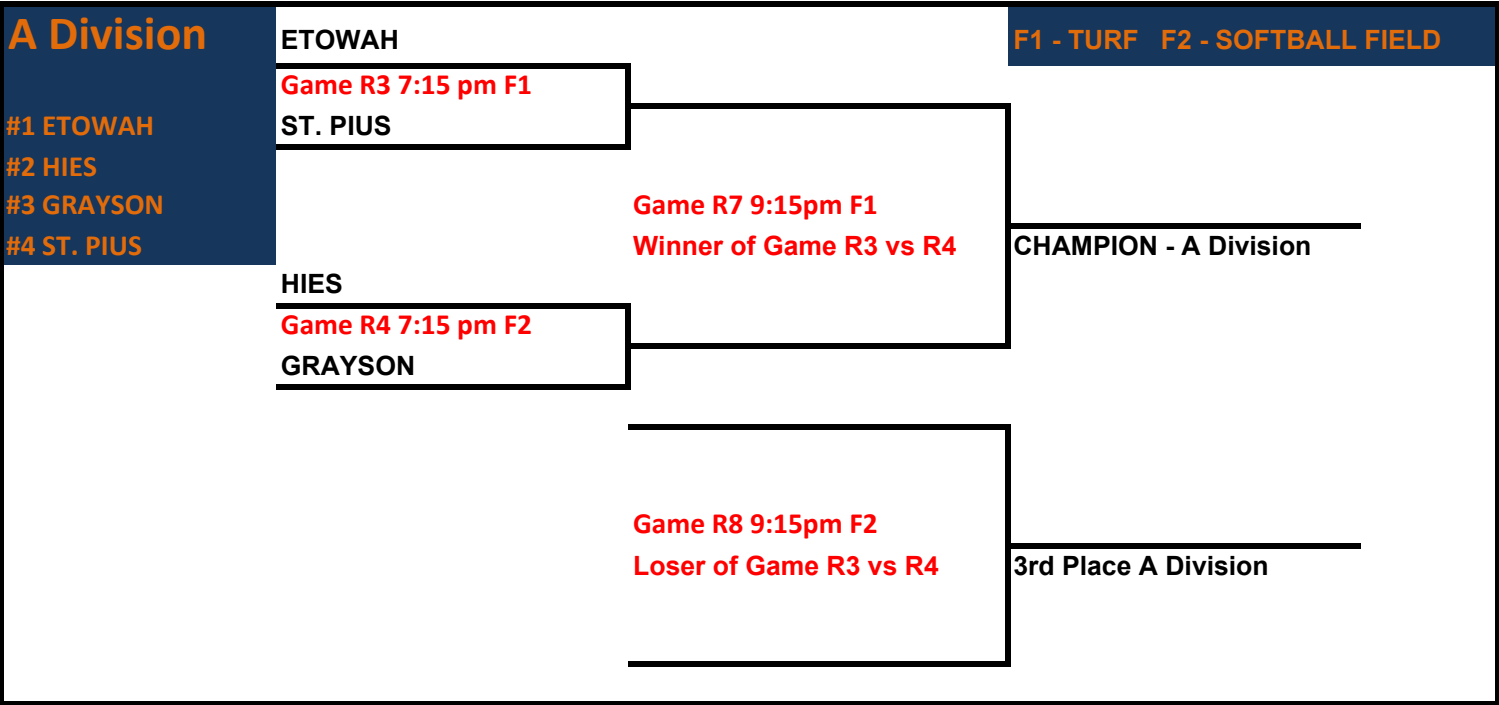 A Division
ETOWAH
F1 - TURF   F2 - SOFTBALL FIELD
Game R3 7:15 pm F1
#1 ETOWAH
ST. PIUS
#2 HIES
#3 GRAYSON
Game R7 9:15pm F1
#4 ST. PIUS
Winner of Game R3 vs R4
CHAMPION - A Division
HIES
Game R4 7:15 pm F2
GRAYSON
Game R8 9:15pm F2
Loser of Game R3 vs R4
3rd Place A Division